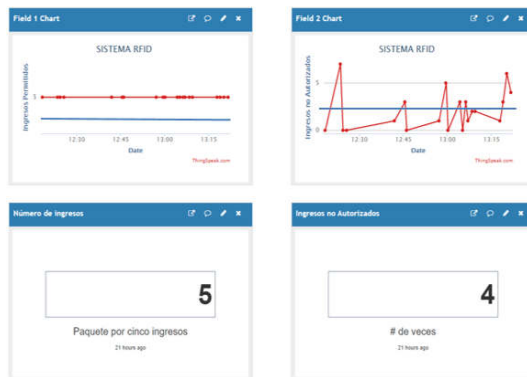 Field 1 Chart
SISTEMA RFID
Ingresos Permitidos
12:30 12:45 13:00 13:15
Date
ThingSpeak.com
Field 2 Chart
SISTEMA RFID
Ingresos no Autorizados
5
0
12:30 12:45 13:00 13:15
Date
ThingSpeak.com
Número de ingresos
5
Paquete por cinco ingresos
21 hours ago
Ingresos no Autorizados
4
# de veces
21 hours ago